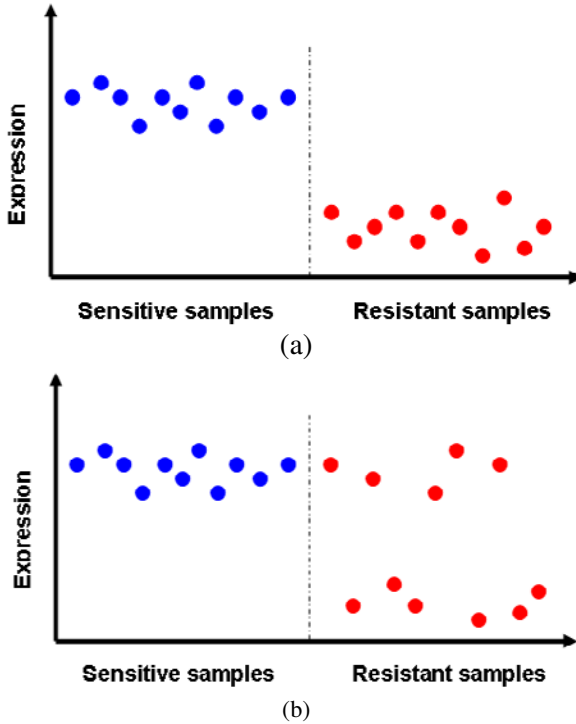 Expression
Sensitive samples Resistant samples
(a)
Expression
Sensitive samples Resistant samples
(b)